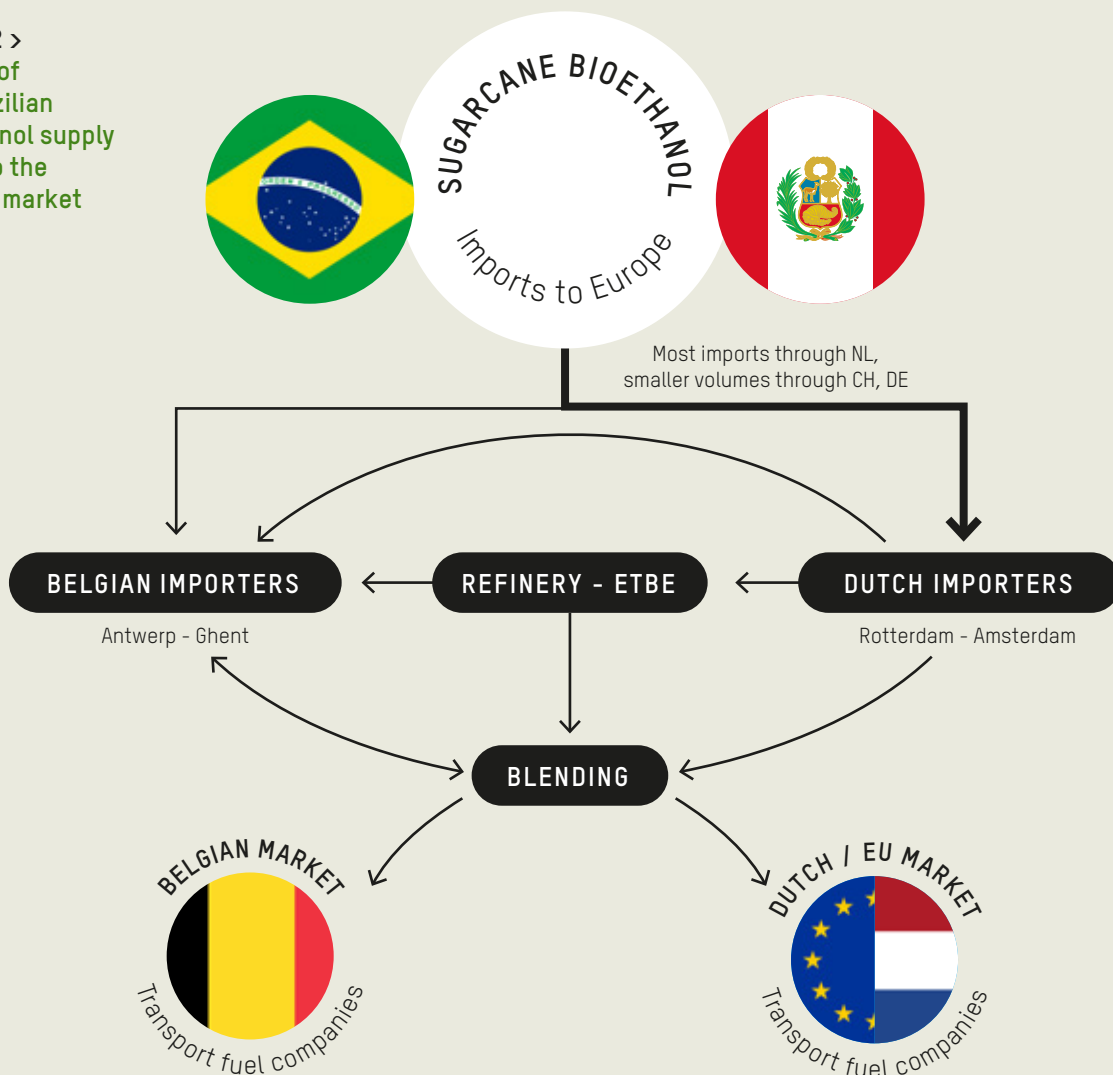 2 >
of
zilian
nol supply
o the
market
SUGARCANE BIOETHANOL
Imports to Europe
Most imports through NL,
smaller volumes through CH, DE
BELGIAN IMPORTERS
REFINERY - ETBE
DUTCH IMPORTERS
Antwerp - Ghent
Rotterdam - Amsterdam
BLENDING
BELGIAN MARKET
Transport fuel companies
DUTCH / EU MARKET
Transport fuel companies